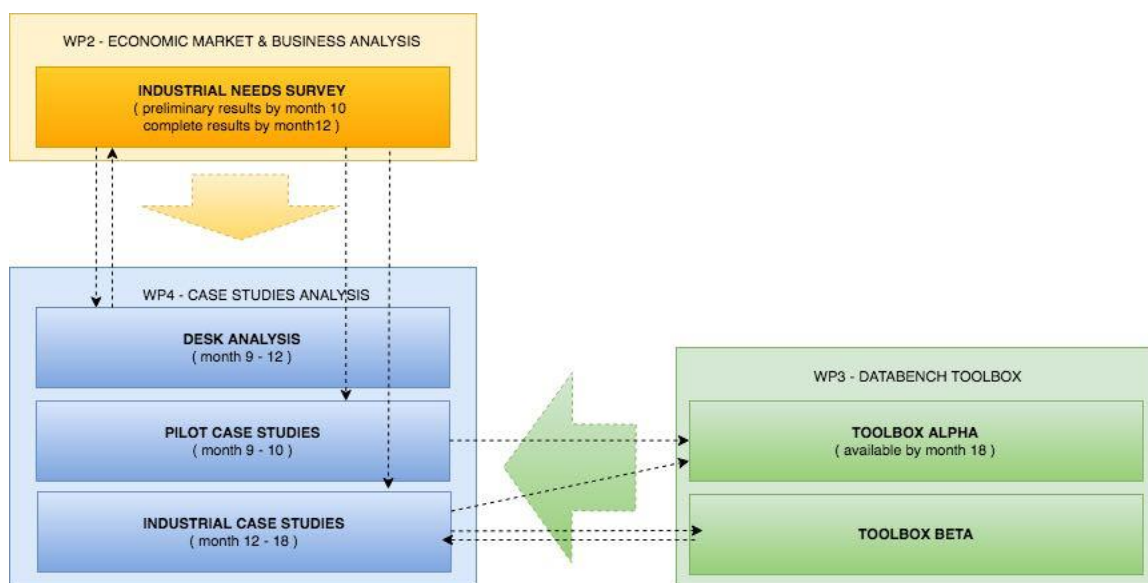 WP2 - ECONOMIC MARKET & BUSINESS ANALYSIS
INDUSTRIAL NEEDS SURVEY
( preliminary results by month 10
complete results by month12 )
WP4 - CASE STUDIES ANALYSIS
DESK ANALYSIS
( month 9 - 12 )
PILOT CASE STUDIES
( month 9 - 10 )
INDUSTRIAL CASE STUDIES
( month 12 - 18 )
WP3 - DATABENCH TOOLBOX
TOOLBOX ALPHA
( available by month 18 )
TOOLBOX BETA